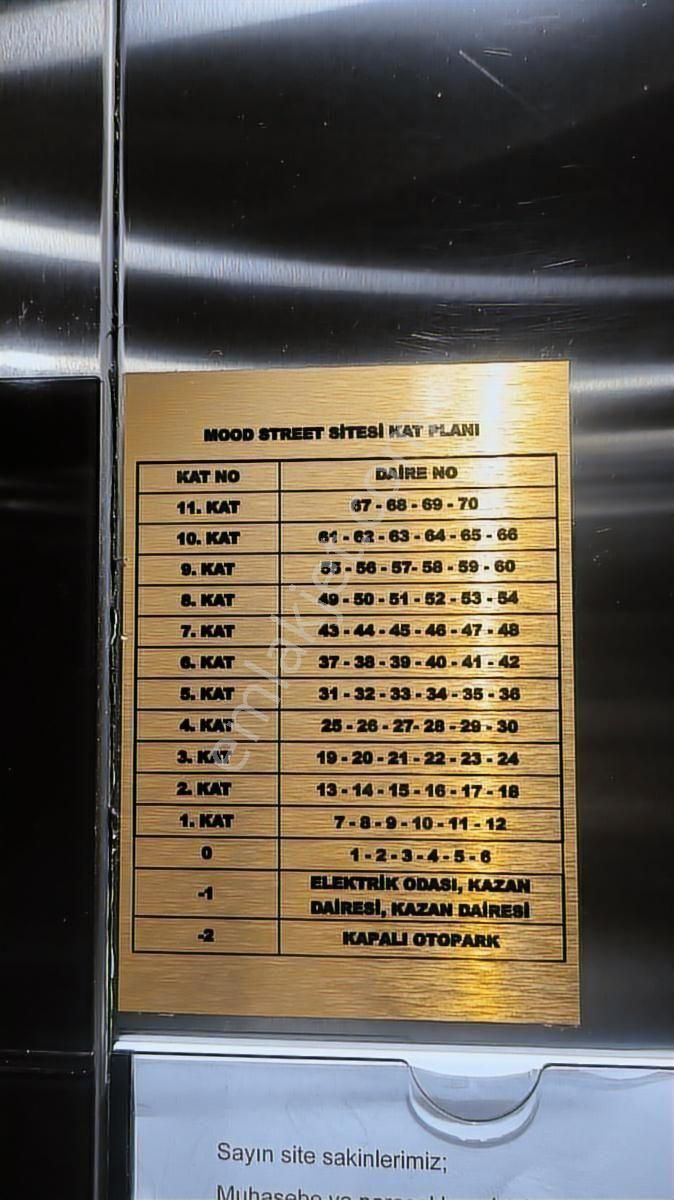 MOOD STREET SİTESİ KAT PLANI
KAT NO DAİRE NO
11. KAT 67 - 68 - 69 - 70
10. KAT 61 - 62 - 63 - 64 - 65 - 66
9. KAT 55 - 56 - 57- 58 - 59 - 60
8. KAT 49 - 50 - 51 - 52 - 53 - 54
7. KAT 43 - 44 - 45 - 46 - 47 - 48
6. KAT 37 - 38 - 39 - 40 - 41 - 42
5. KAT 31 - 32 - 33 - 34 - 35 - 36
4. KAT 25 - 26 - 27- 28 - 29 - 30
3. KAT 19 - 20 - 21 - 22 - 23 - 24
2. KAT 13 - 14 - 15 - 16 - 17 - 18
1. KAT 7 - 8 - 9 - 10 - 11 - 12
0 1 - 2 - 3 - 4 - 5 - 6
-1 ELEKTRİK ODASI, KAZAN
DAİRESİ, KAZAN DAİRESİ
-2 KAPALI OTOPARK
emlakjet.com
Sayın site sakinlerimiz;
Muhasebe ve